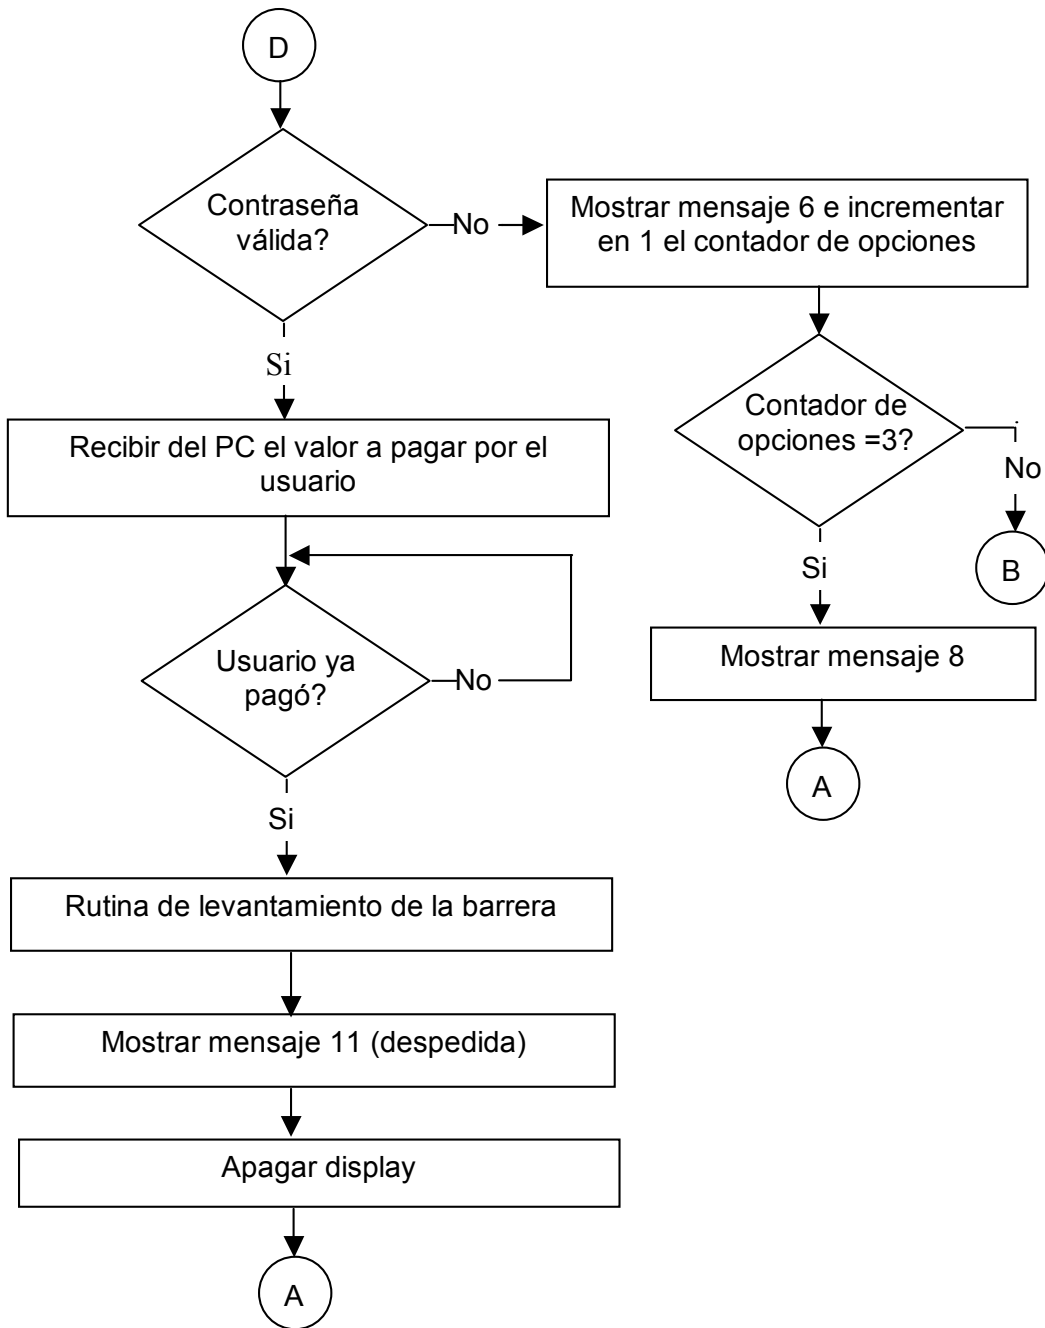 D
Contraseña
válida?
No
Mostrar mensaje 6 e incrementar
en 1 el contador de opciones
Si
Contador de
opciones =3?
No
B
Si
Mostrar mensaje 8
A
Recibir del PC el valor a pagar por el
usuario
Usuario ya
pagó?
No
Si
Rutina de levantamiento de la barrera
Mostrar mensaje 11 (despedida)
Apagar display
A